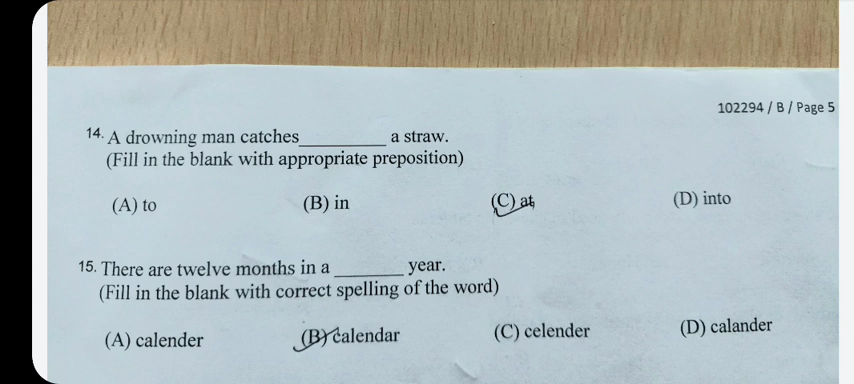 102294 / B / Page 5
14. A drowning man catches________ a straw.
(Fill in the blank with appropriate preposition)
(A) to (B) in (C) at (D) into
15. There are twelve months in a _______ year.
(Fill in the blank with correct spelling of the word)
(A) calender (B) calendar (C) celender (D) calander